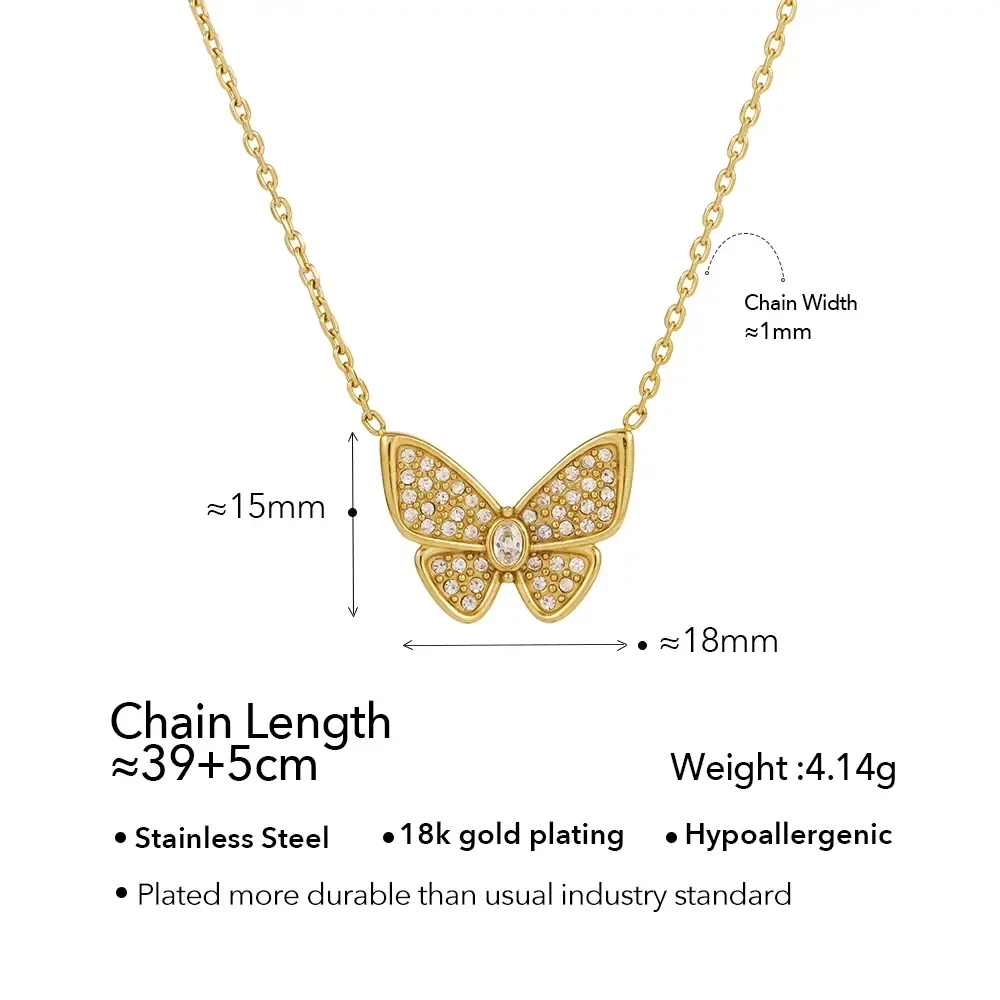 Chain Width
≈1mm
≈15mm
≈18mm
Chain Length
≈39+5cm
Weight :4.14g
• Stainless Steel
• 18k gold plating
• Hypoallergenic
• Plated more durable than usual industry standard